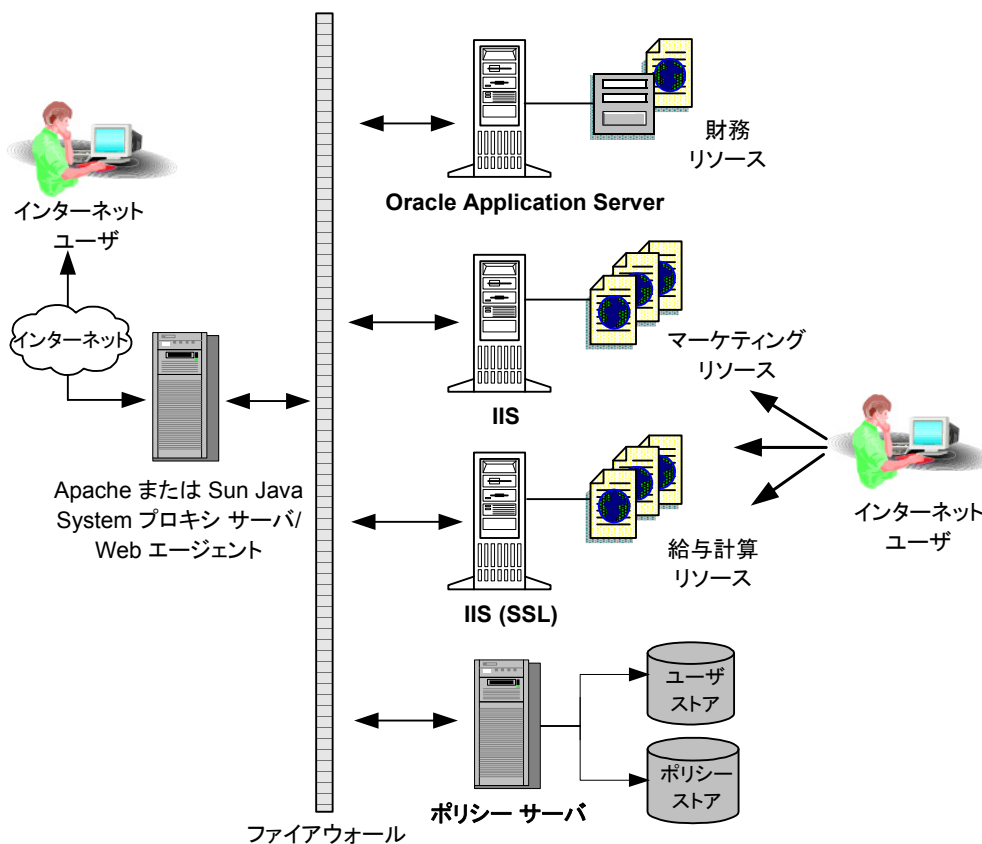 財務
リソース
Oracle Application Server
インターネット
ユーザ
インターネット
Apache または Sun Java
System プロキシ サーバ/
Web エージェント
IIS
マーケティング
リソース
インターネット
ユーザ
IIS (SSL)
給与計算
リソース
ユーザ
ストア
ポリシー
ストア
ポリシー サーバ
ファイアウォール